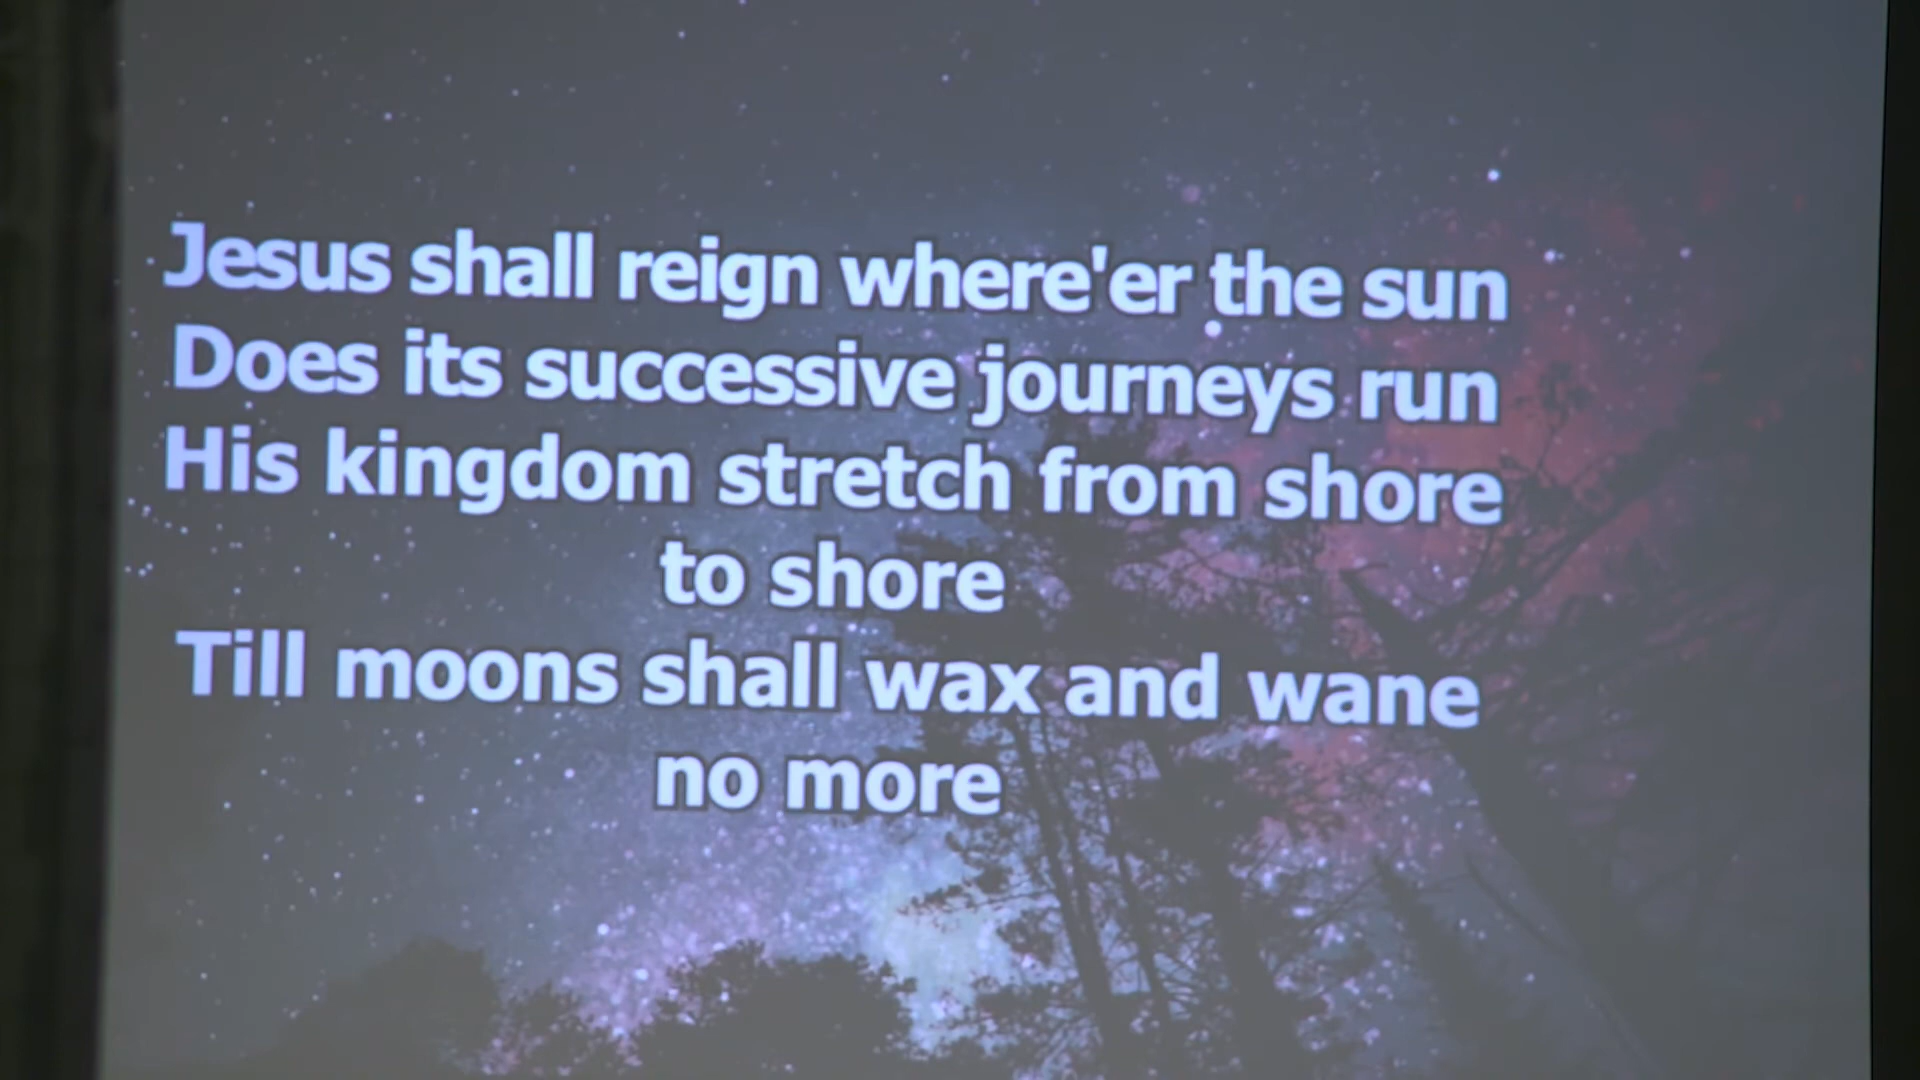 Jesus shall reign where'er the sun
Does its successive journeys run
His kingdom stretch from shore
to shore
Till moons shall wax and wane
no more